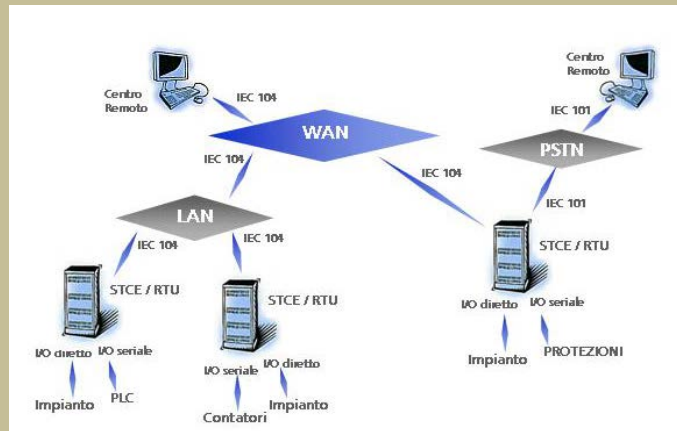 Centro
Remoto
IEC 104
WAN
IEC 104
IEC 104
Centro
Remoto
IEC 101
PSTN
IEC 101
LAN
IEC 104
IEC 104
STCE / RTU
I/O diretto
I/O seriale
Impianto
PLC
STCE / RTU
I/O seriale
I/O diretto
Contatori
Impianto
STCE / RTU
I/O diretto
I/O seriale
Impianto
PROTEZIONI